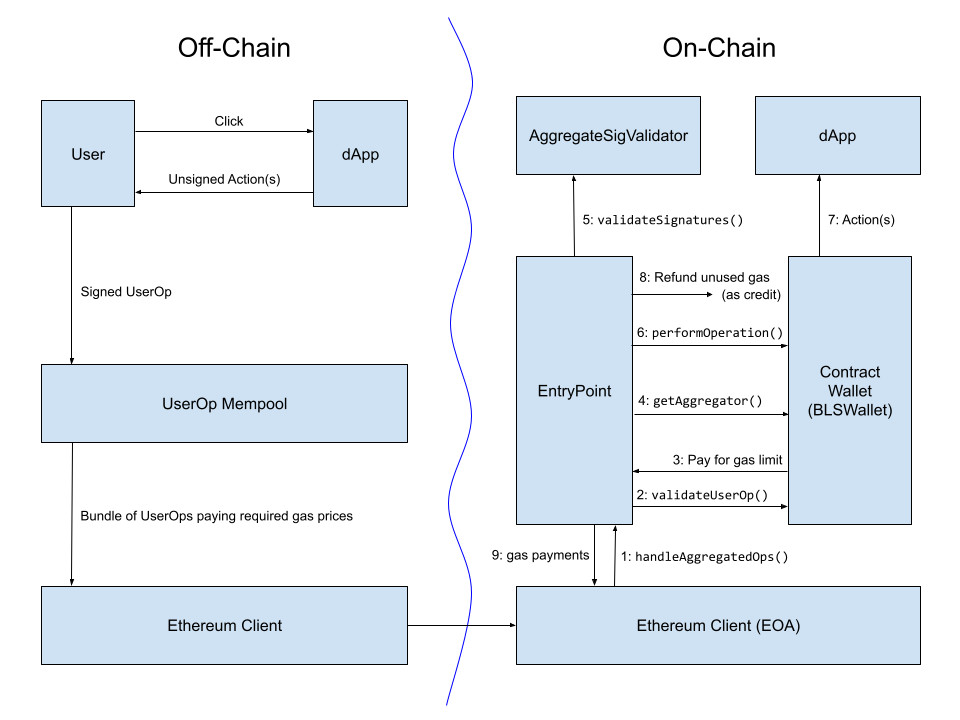 Off-Chain
On-Chain
User
Click
dApp
Unsigned Action(s)
Signed UserOp
UserOp Mempool
Bundle of UserOps paying required gas prices
Ethereum Client
AggregateSigValidator
dApp
5: validateSignatures()
7: Action(s)
8: Refund unused gas
(as credit)
6: performOperation()
EntryPoint
Contract
Wallet
(BLSWallet)
4: getAggregator()
3: Pay for gas limit
2: validateUserOp()
9: gas payments
1: handleAggregatedOps()
Ethereum Client (EOA)